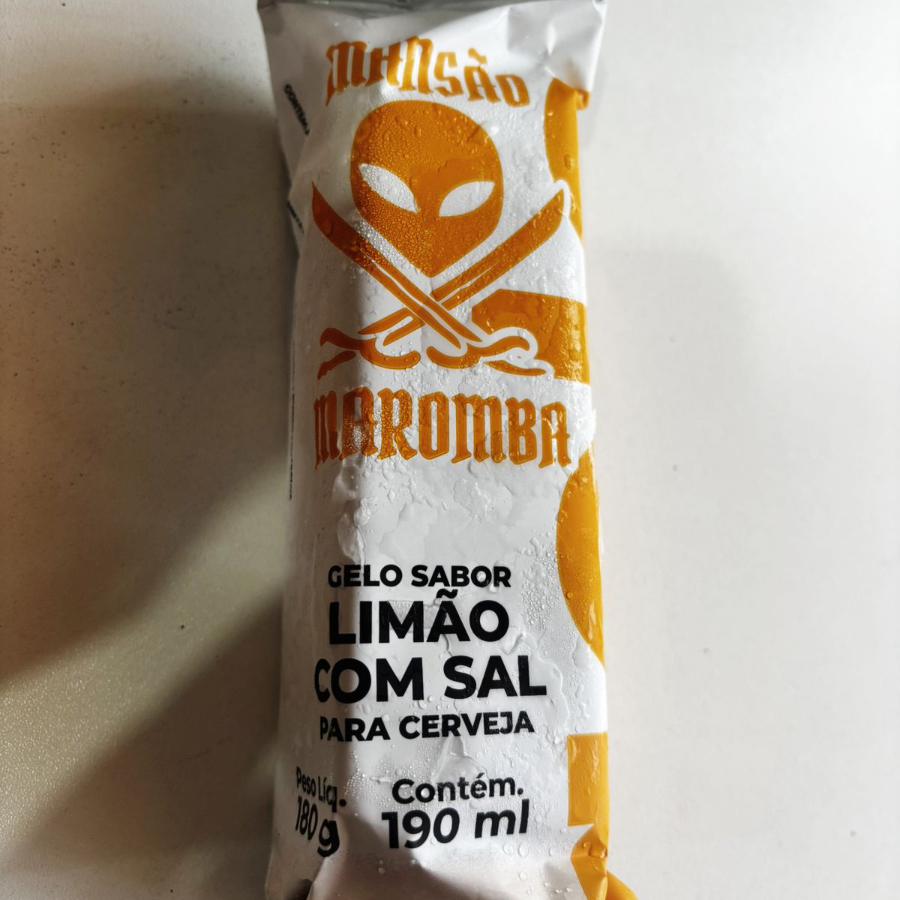 MANSÃO
MAROMBA
GELO SABOR
LIMÃO
COM SAL
PARA CERVEJA
Peso Líq.
180 g
Contém.
190 ml